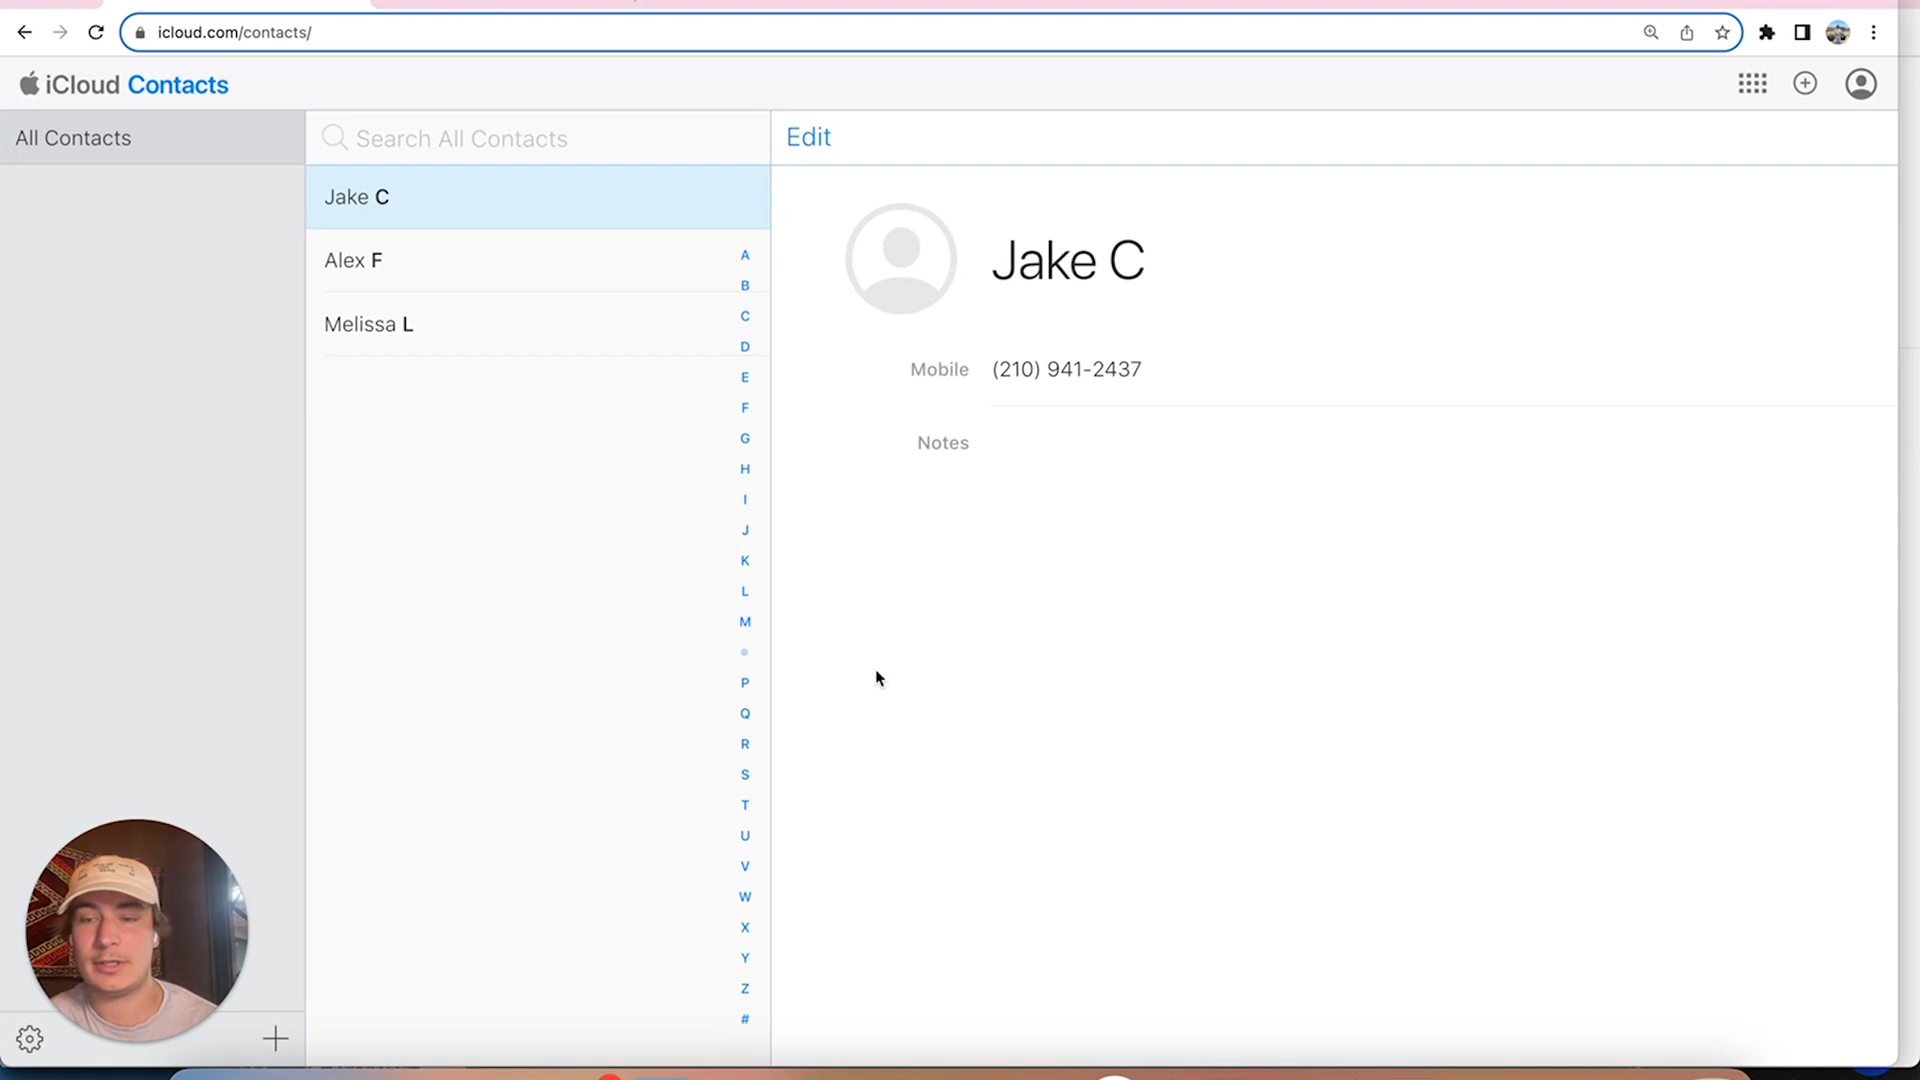 icloud.com/contacts/
iCloud Contacts
All Contacts
Search All Contacts
Edit
Jake C
Alex F
Melissa L
A
B
C
D
E
F
G
H
I
J
K
L
M
P
Q
R
S
T
U
V
W
X
Y
Z
#
Jake C
Mobile (210) 941-2437
Notes